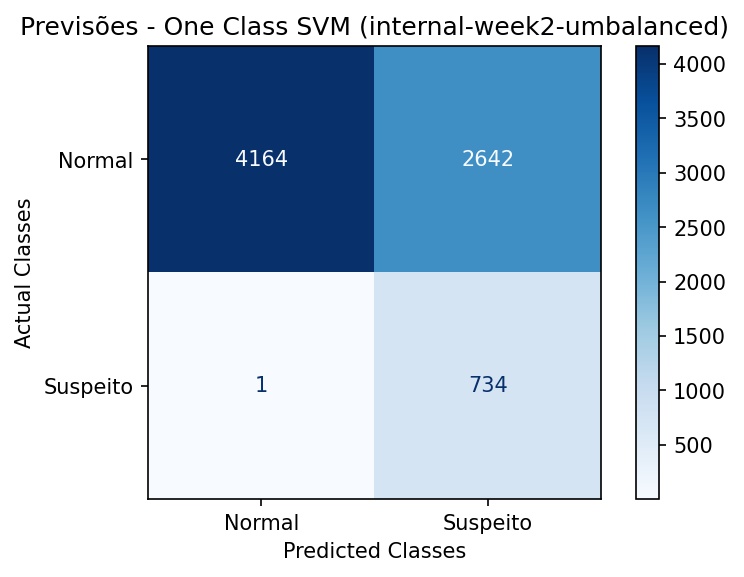 Previsões - One Class SVM (internal-week2-umbalanced)
Actual Classes
Normal
Suspeito
4164
2642
1
734
Normal
Suspeito
Predicted Classes
4000
3500
3000
2500
2000
1500
1000
500